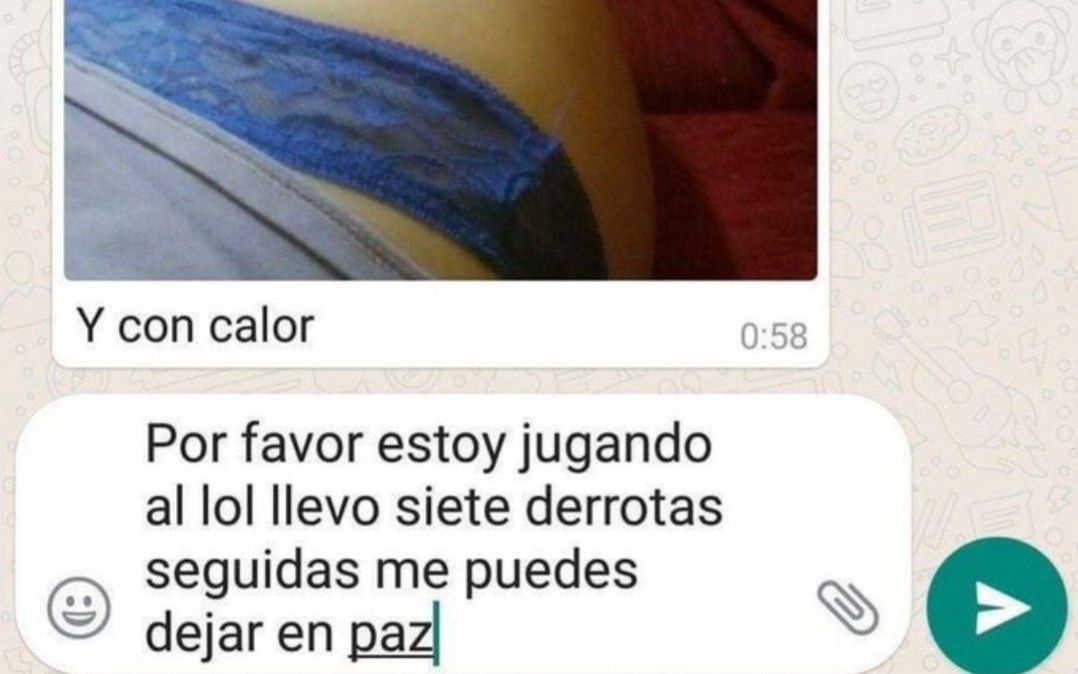 Y con calor
0:58
Por favor estoy jugando
al lol llevo siete derrotas
seguidas me puedes
dejar en paz